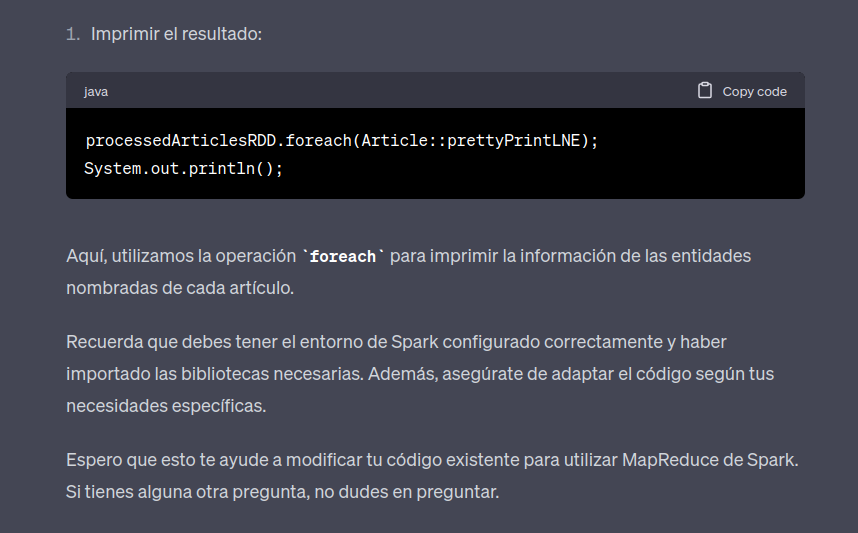 1. Imprimir el resultado:
java Copy code
processedArticlesRDD.foreach(Article::prettyPrintLNE);
System.out.println();
Aquí, utilizamos la operación `foreach` para imprimir la información de las entidades
nombradas de cada artículo.
Recuerda que debes tener el entorno de Spark configurado correctamente y haber
importado las bibliotecas necesarias. Además, asegúrate de adaptar el código según tus
necesidades específicas.
Espero que esto te ayude a modificar tu código existente para utilizar MapReduce de Spark.
Si tienes alguna otra pregunta, no dudes en preguntar.